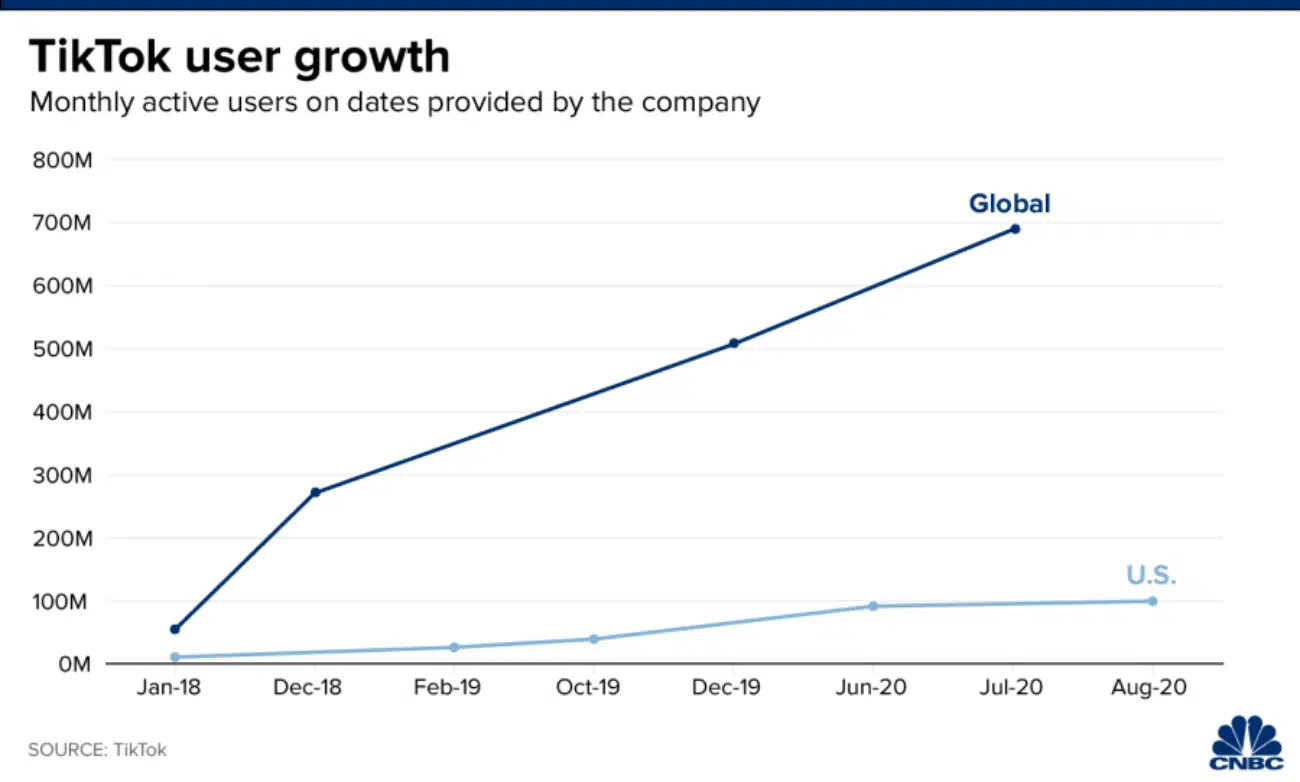 TikTok user growth
Monthly active users on dates provided by the company
800M
700M
600M
500M
400M
300M
200M
100M
0M
Global
U.S.
Jan-18 Dec-18 Feb-19 Oct-19 Dec-19 Jun-20 Jul-20 Aug-20
SOURCE: TikTok
CNBC